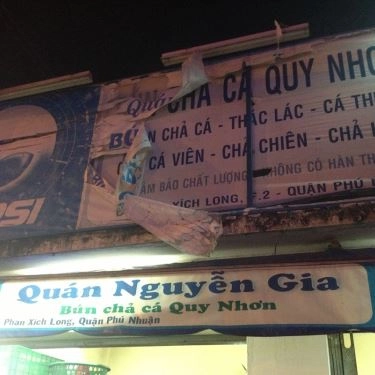 Quán CHẢ CÁ QUY NHƠ
BÚN CHẢ CÁ - THÁC LÁC - CÁ TH
CÁ VIÊN - CHẢ CHIÊN - CHẢ
ĐẢM BẢO CHẤT LƯỢNG KHÔNG CÓ HÀN TH
XÍCH LONG, F.2 - QUẬN PHÚ
PSI
Quán Nguyễn Gia
Bún chả cá Quy Nhơn
Phan Xích Long, Quận Phú Nhuận